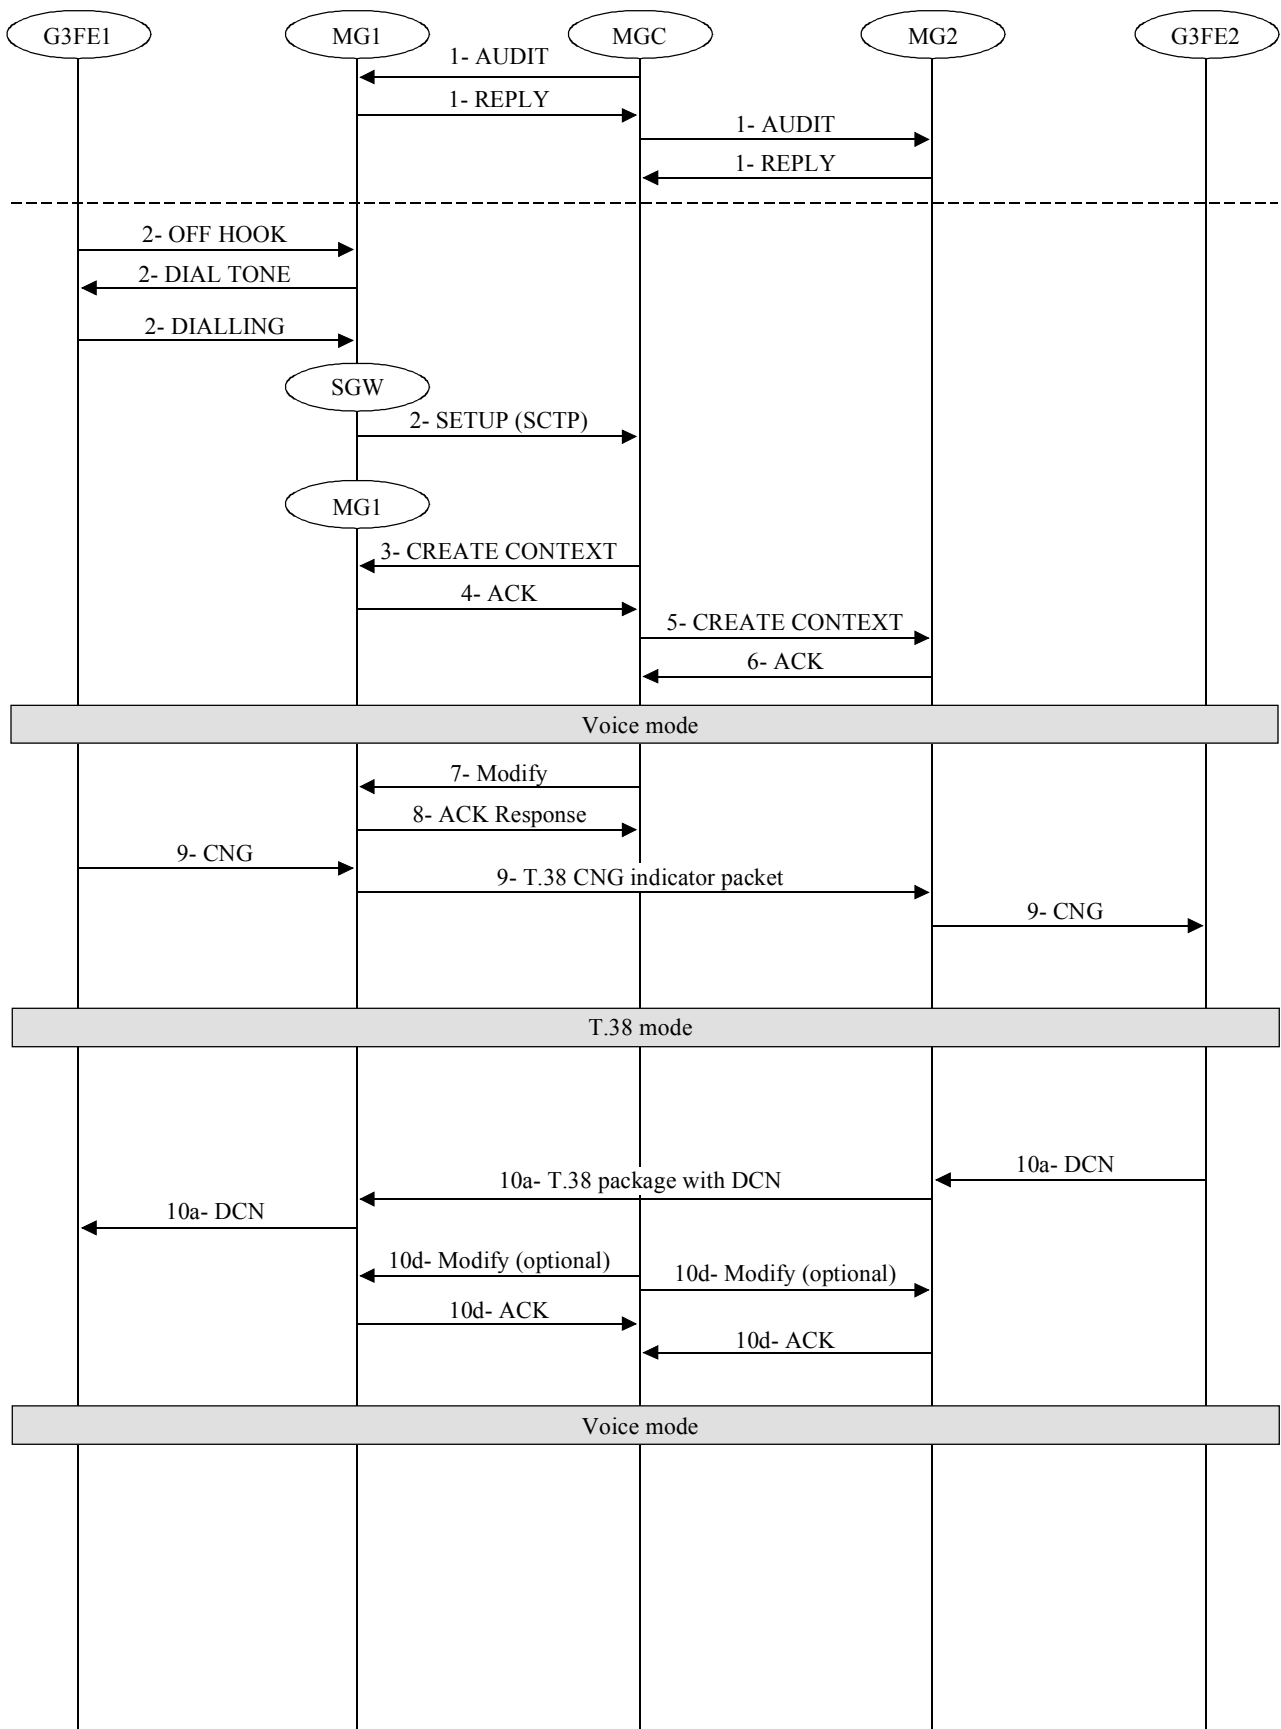 G3FE1 MG1 MGC MG2 G3FE2
1- AUDIT
1- REPLY
1- AUDIT
1- REPLY
2- OFF HOOK
2- DIAL TONE
2- DIALLING
SGW
2- SETUP (SCTP)
MG1
3- CREATE CONTEXT
4- ACK
5- CREATE CONTEXT
6- ACK
Voice mode
7- Modify
8- ACK Response
9- CNG
9- T.38 CNG indicator packet
9- CNG
T.38 mode
10a- DCN
10a- T.38 package with DCN
10a- DCN
10d- Modify (optional)
10d- Modify (optional)
10d- ACK
10d- ACK
Voice mode